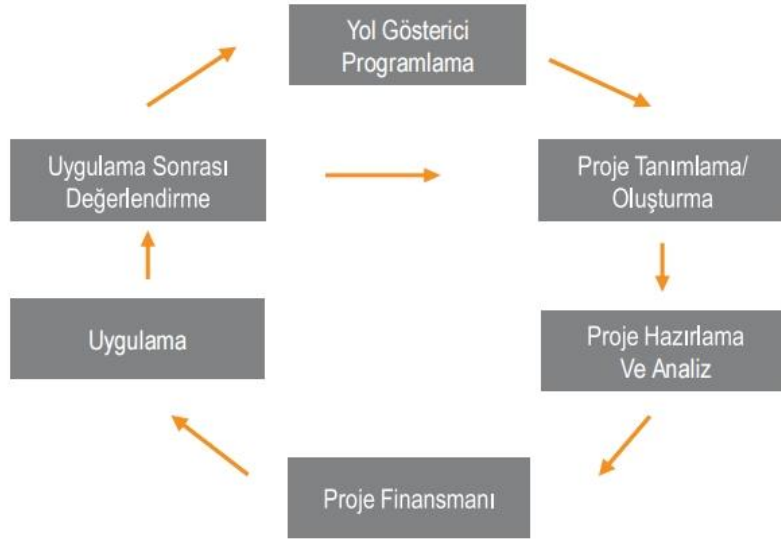 Yol Gösterici
Programlama
Uygulama Sonrası
Değerlendirme
Proje Tanımlama/
Oluşturma
Uygulama
Proje Hazırlama
Ve Analiz
Proje Finansmanı